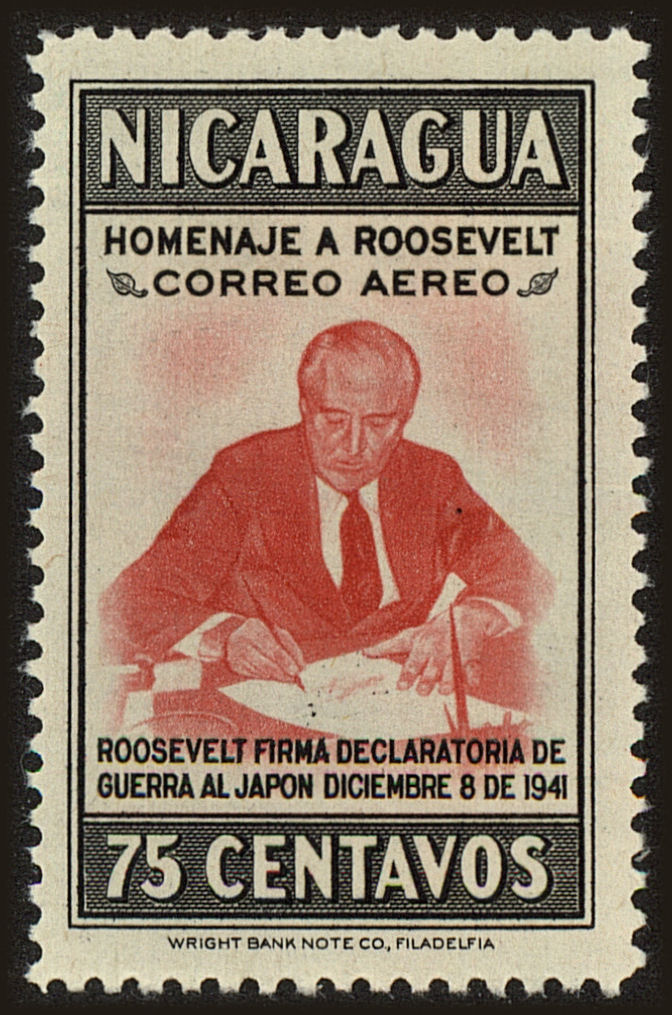 NICARAGUA
HOMENAJE A ROOSEVELT
CORREO AEREO
ROOSEVELT FIRMA DECLARATORIA DE
GUERRA AL JAPON DICIEMBRE 8 DE 1941
75 CENTAVOS
WRIGHT BANK NOTE CO., FILADELFIA